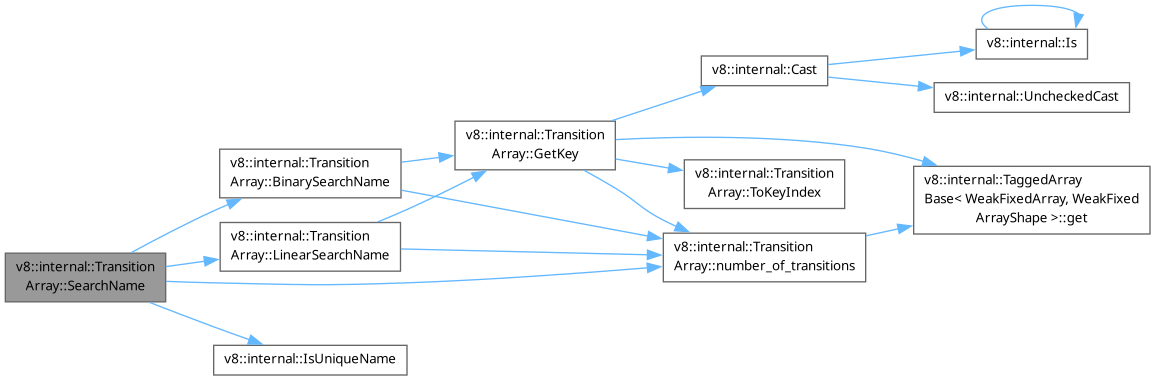 v8::internal::Is
v8::internal::Cast
v8::internal::UncheckedCast
v8::internal::Transition
Array::GetKey
v8::internal::Transition
Array::BinarySearchName
v8::internal::Transition
Array::ToKeyIndex
v8::internal::TaggedArray
Base< WeakFixedArray, WeakFixed
ArrayShape >::get
v8::internal::Transition
Array::LinearSearchName
v8::internal::Transition
Array::number_of_transitions
v8::internal::Transition
Array::SearchName
v8::internal::IsUniqueName